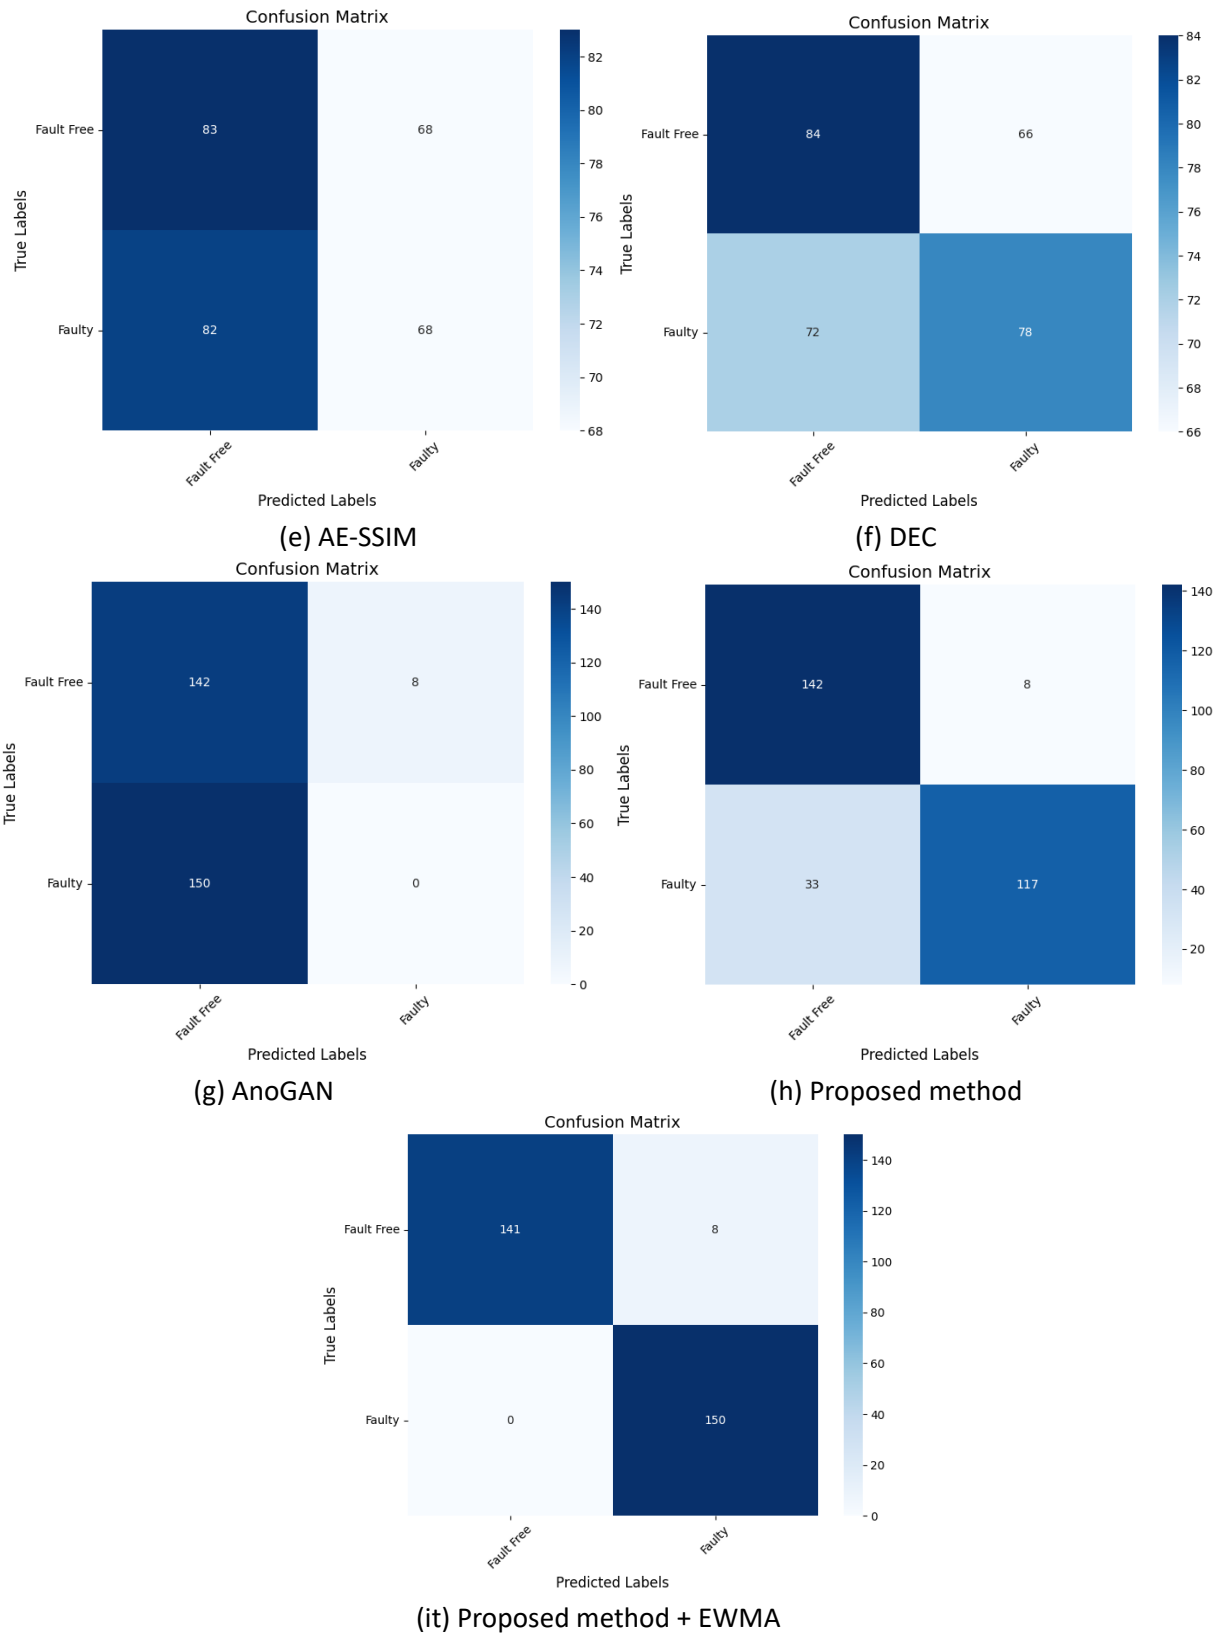 Confusion Matrix
Fault Free
83
68
Faulty
82
68
True Labels
Fault Free
Faulty
Predicted Labels
82
80
78
76
74
72
70
68
(e) AE-SSIM
Confusion Matrix
Fault Free
84
66
Faulty
72
78
True Labels
Fault Free
Faulty
Predicted Labels
84
82
80
78
76
74
72
70
68
66
(f) DEC
Confusion Matrix
Fault Free
142
8
Faulty
150
0
True Labels
Fault Free
Faulty
Predicted Labels
140
120
100
80
60
40
20
0
(g) AnoGAN
Confusion Matrix
Fault Free
142
8
Faulty
33
117
True Labels
Fault Free
Faulty
Predicted Labels
140
120
100
80
60
40
20
(h) Proposed method
Confusion Matrix
Fault Free
141
8
Faulty
0
150
True Labels
Fault Free
Faulty
Predicted Labels
140
120
100
80
60
40
20
0
(it) Proposed method + EWMA